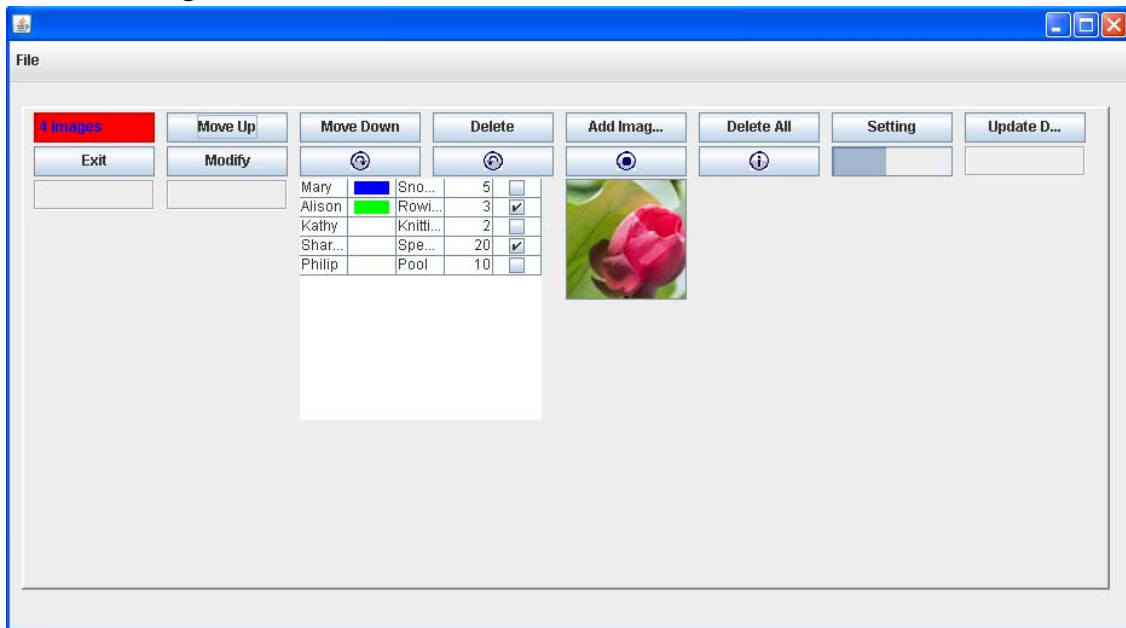 File
4 images Move Up Move Down Delete Add Imag... Delete All Setting Update D...
Exit Modify
Mary Sno... 5
Alison Rowi... 3
Kathy Knitti... 2
Shar... Spe... 20
Philip Pool 10